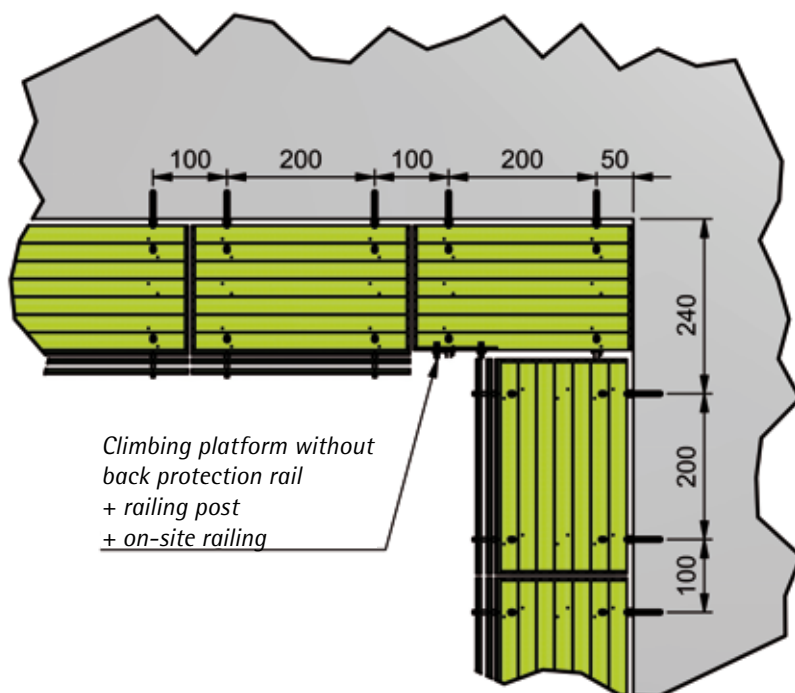 100 200 100 200 50
240
200
100
Climbing platform without
back protection rail
+ railing post
+ on-site railing